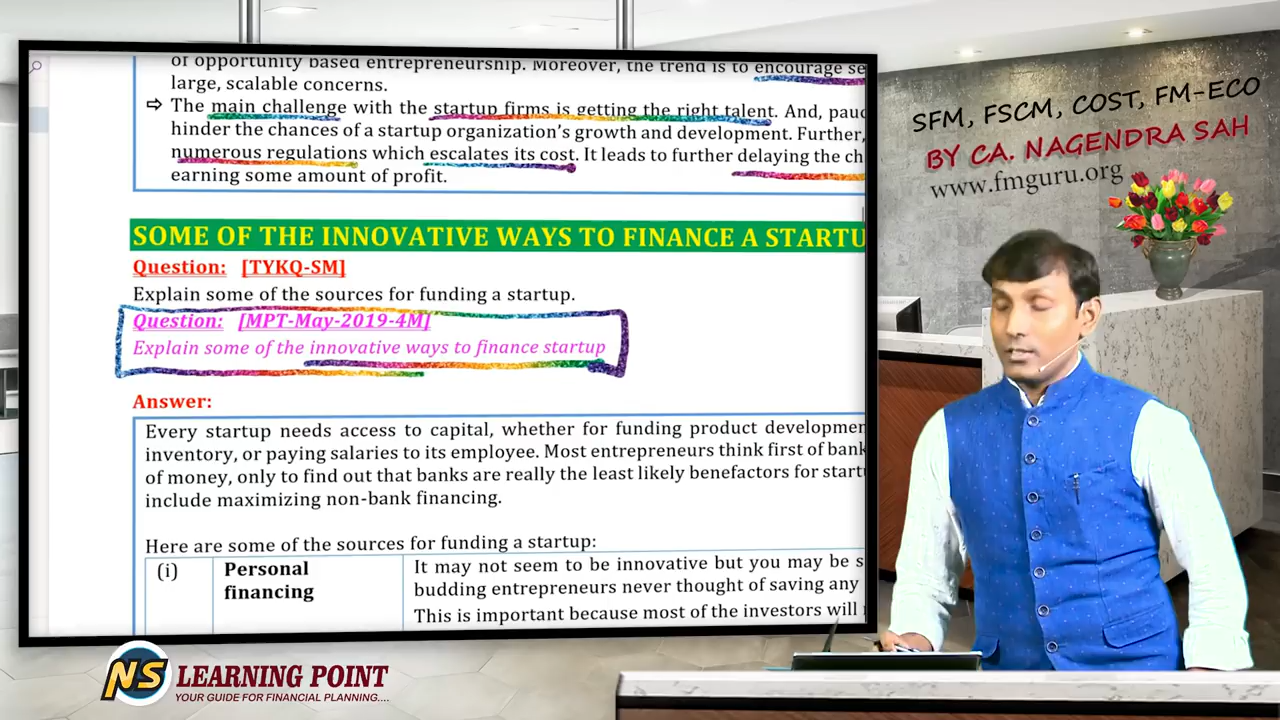 of opportunity based entrepreneurship. Moreover, the trend is to encourage se
large, scalable concerns.
⇨ The main challenge with the startup firms is getting the right talent. And, pauc
hinder the chances of a startup organization’s growth and development. Further,
numerous regulations which escalates its cost. It leads to further delaying the ch
earning some amount of profit.
SOME OF THE INNOVATIVE WAYS TO FINANCE A STARTU
Question: [TYKQ-SM]
Explain some of the sources for funding a startup.
Question: [MPT-May-2019-4M]
Explain some of the innovative ways to finance startup
Answer:
Every startup needs access to capital, whether for funding product developmen
inventory, or paying salaries to its employee. Most entrepreneurs think first of bank
of money, only to find out that banks are really the least likely benefactors for startu
include maximizing non-bank financing.
Here are some of the sources for funding a startup:
(i) Personal financing
It may not seem to be innovative but you may be s
budding entrepreneurs never thought of saving any
This is important because most of the investors will
SFM, FSCM, COST, FM-ECO
BY CA. NAGENDRA SAH
www.fmguru.org
NS LEARNING POINT
YOUR GUIDE FOR FINANCIAL PLANNING....